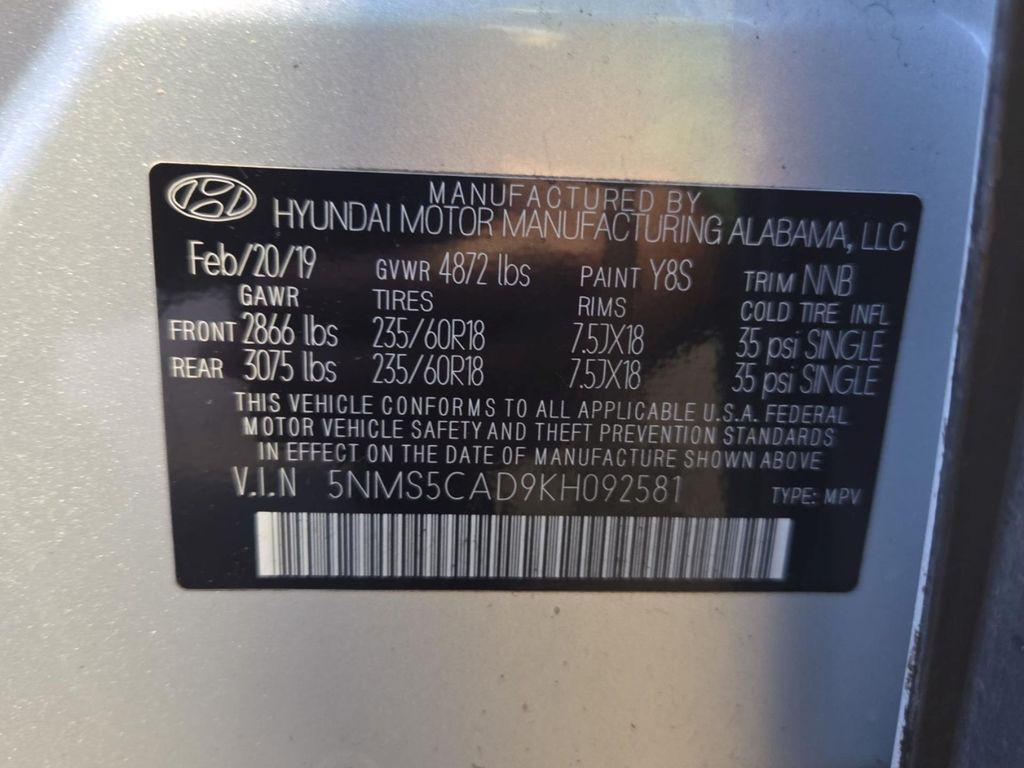 MANUFACTURED BY
HYUNDAI MOTOR MANUFACTURING ALABAMA, LLC
Feb/20/19 GVWR 4872 lbs PAINT Y8S TRIM NNB
GAWR TIRES RIMS COLD TIRE INFL
FRONT 2866 lbs 235/60R18 7.5JX18 35 psi SINGLE
REAR 3075 lbs 235/60R18 7.5JX18 35 psi SINGLE
THIS VEHICLE CONFORMS TO ALL APPLICABLE U.S.A. FEDERAL
MOTOR VEHICLE SAFETY AND THEFT PREVENTION STANDARDS
IN EFFECT ON THE DATE OF MANUFACTURE SHOWN ABOVE
V.I.N 5NMS5CAD9KH092581 TYPE: MPV